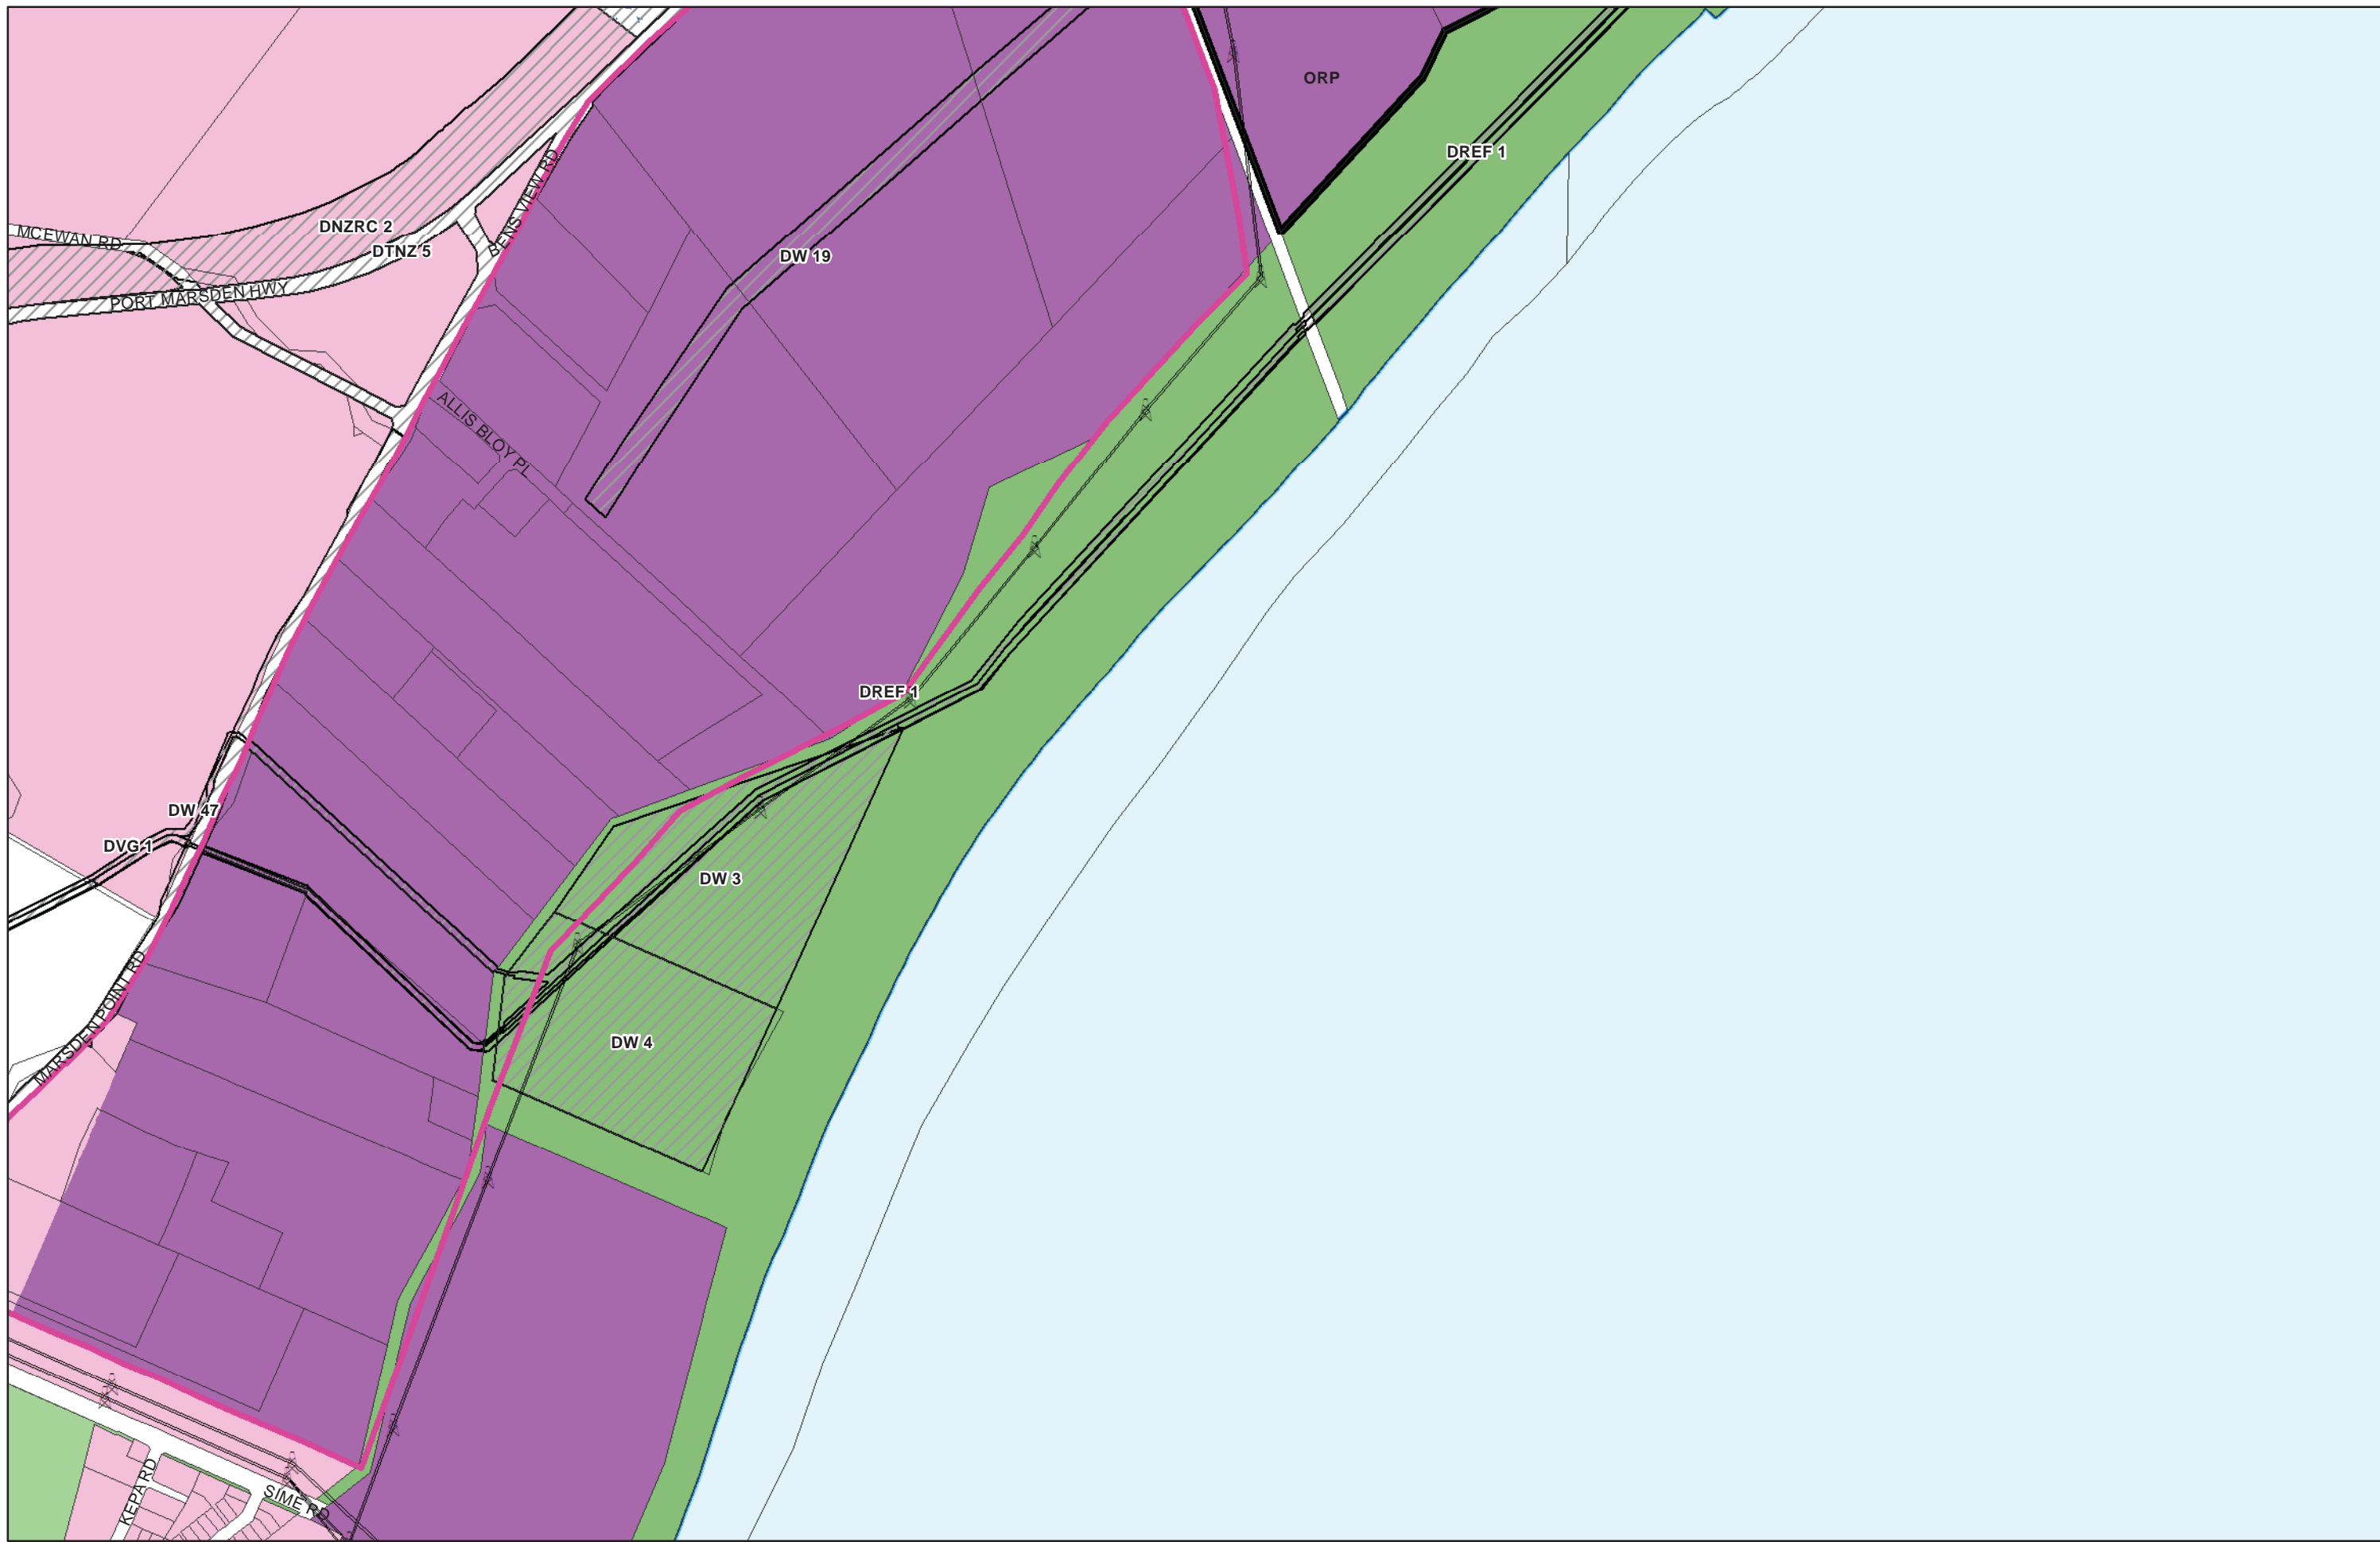 ORP
DREF 1
BENS VIEW RD
DNZRC 2
MCEWAN RD
DTNZ 5
DW 19
PORT MARSDEN HWY
ALLIS BLOY PL
DREF 1
DW 47
DVG 1
DW 3
MARSDEN POINT RD
DW 4
KEPA RD
SIME RD